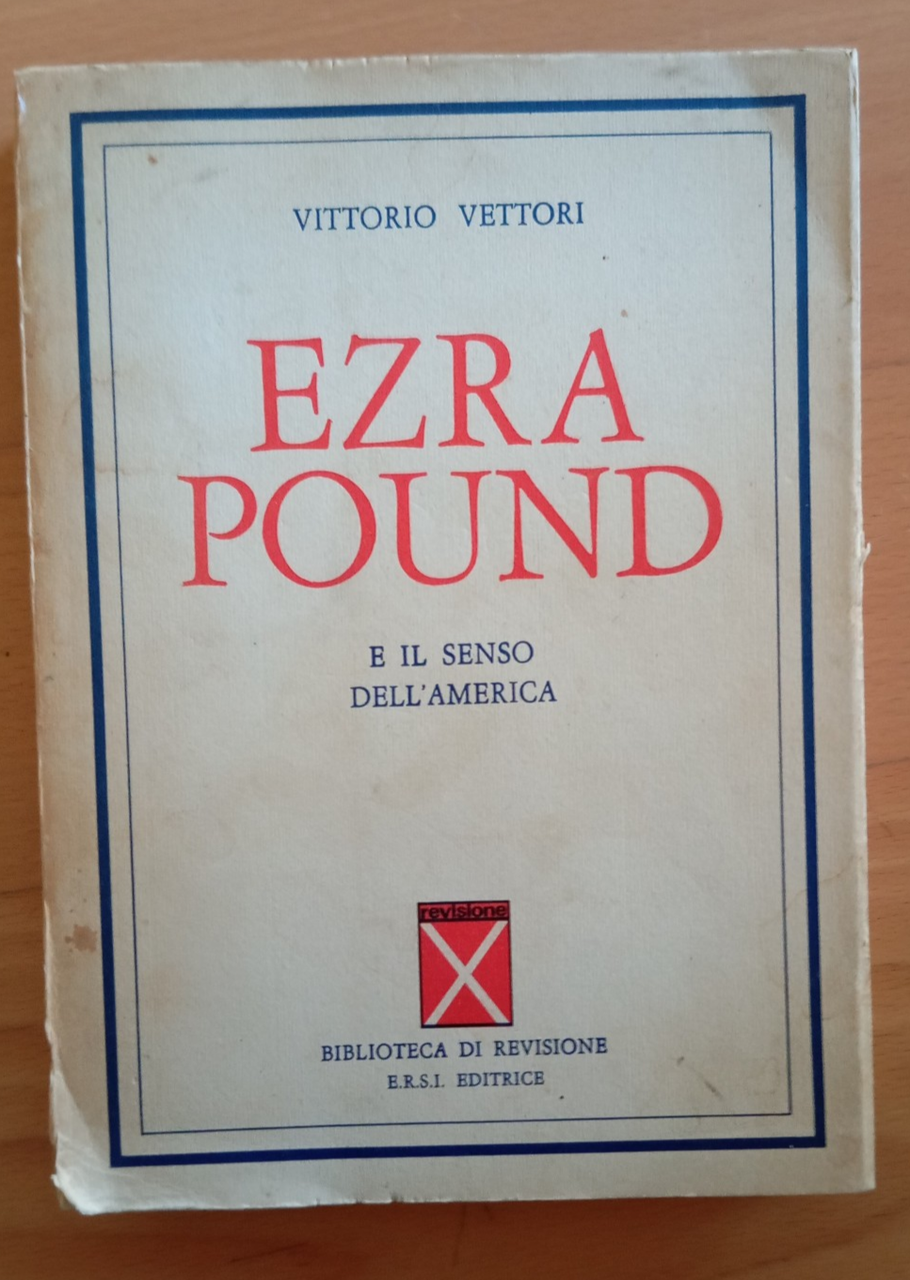 VITTORIO VETTORI
EZRA
POUND
E IL SENSO
DELL'AMERICA
revisione
BIBLIOTECA DI REVISIONE
E.R.S.I. EDITRICE